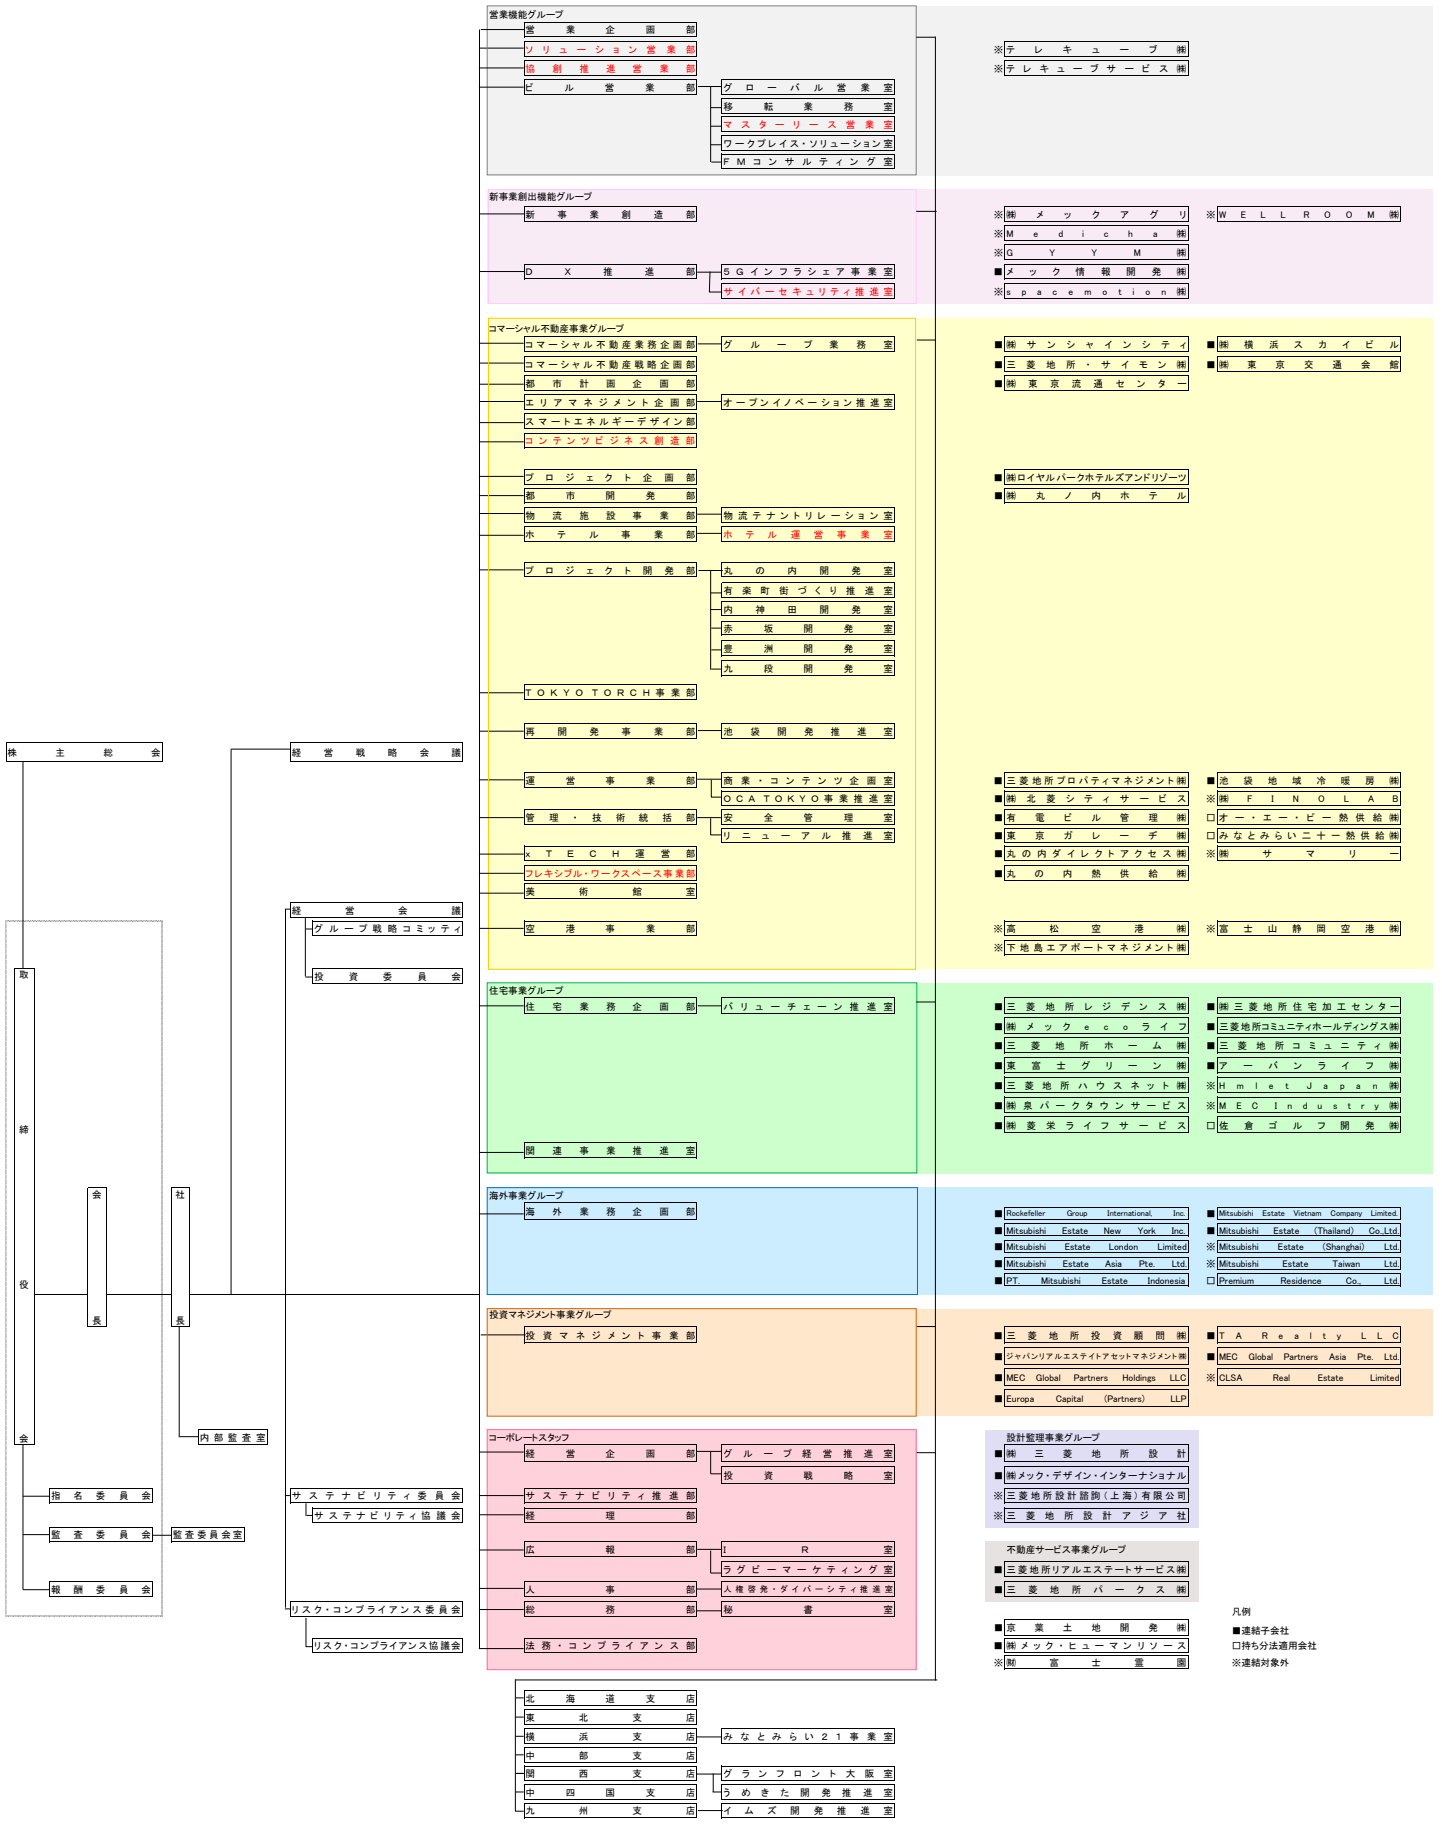 営業機能グループ
営業企画部
ソリューション営業部
※テレキューブ㈱
協創推進営業部
※テレキューブサービス㈱
ビル営業部
グローバル営業室
移転業務室
マスターリース営業室
ワークプレイス・ソリューション室
FMコンサルティング室
新事業創出機能グループ
新事業創造部
※㈱メックアグリ
※WELLROOM㈱
※Medicha㈱
※GYYM㈱
DX推進部
5Gインフラシェア事業室
■メック情報開発㈱
サイバーセキュリティ推進室
※spacemotion㈱
コマーシャル不動産事業グループ
コマーシャル不動産業務企画部
グループ業務室
■㈱サンシャインシティ
■㈱横浜スカイビル
コマーシャル不動産戦略企画部
■三菱地所・サイモン㈱
■㈱東京交通会館
都市計画企画部
■㈱東京流通センター
エリアマネジメント企画部
オープンイノベーション推進室
スマートエネルギーデザイン部
コンテンツビジネス創造部
プロジェクト企画部
■㈱ロイヤルパークホテルズアンドリゾーツ
都市開発部
■㈱丸ノ内ホテル
物流施設事業部
物流テナントリレーション室
ホテル事業部
ホテル運営事業室
プロジェクト開発部
丸の内開発室
有楽町街づくり推進室
内神田開発室
赤坂開発室
豊洲開発室
九段開発室
TOKYO TORCH事業部
再開発事業部
池袋開発推進室
株主総会
経営戦略会議
運営事業部
商業・コンテンツ企画室
■三菱地所プロパティマネジメント㈱
■池袋地域冷暖房㈱
OCA TOKYO事業推進室
■㈱北菱シティサービス
※㈱FINOLAB
管理・技術統括部
安全管理室
■有電ビル管理㈱
□オー・エー・ピー熱供給㈱
リニューアル推進室
■東京ガレーヂ㈱
□みなとみらい二十一熱供給㈱
xTECH運営部
■丸の内ダイレクトアクセス㈱
※㈱サマリー
フレキシブル・ワークスペース事業部
■丸の内熱供給㈱
美術館室
経営会議
グループ戦略コミッティ
空港事業部
※高松空港㈱
※富士山静岡空港㈱
※下地島エアポートマネジメント㈱
投資委員会
取締役会
住宅事業グループ
住宅業務企画部
バリューチェーン推進室
■三菱地所レジデンス㈱
■㈱三菱地所住宅加工センター
■㈱メックecoライフ
■三菱地所コミュニティホールディングス㈱
■三菱地所ホーム㈱
■三菱地所コミュニティ㈱
■東富士グリーン㈱
■アーバンライフ㈱
■三菱地所ハウスネット㈱
※Hmlet Japan㈱
■㈱泉パークタウンサービス
※MEC Industry㈱
■㈱菱栄ライフサービス
□佐倉ゴルフ開発㈱
関連事業推進室
会長
社長
海外事業グループ
海外業務企画部
■Rockefeller Group International, Inc.
■Mitsubishi Estate Vietnam Company Limited.
■Mitsubishi Estate New York Inc.
■Mitsubishi Estate (Thailand) Co.,Ltd.
■Mitsubishi Estate London Limited
※Mitsubishi Estate (Shanghai) Ltd.
■Mitsubishi Estate Asia Pte. Ltd.
※Mitsubishi Estate Taiwan Ltd.
■PT. Mitsubishi Estate Indonesia
□Premium Residence Co., Ltd.
投資マネジメント事業グループ
投資マネジメント事業部
■三菱地所投資顧問㈱
■TA Realty LLC
■ジャパンリアルエステイトアセットマネジメント㈱
■MEC Global Partners Asia Pte. Ltd.
■MEC Global Partners Holdings LLC
※CLSA Real Estate Limited
■Europa Capital (Partners) LLP
内部監査室
コーポレートスタッフ
設計監理事業グループ
経営企画部
グループ経営推進室
■㈱三菱地所設計
投資戦略室
■㈱メック・デザイン・インターナショナル
指名委員会
サステナビリティ委員会
サステナビリティ推進部
※三菱地所設計諮詢(上海)有限公司
サステナビリティ協議会
経理部
※三菱地所設計アジア社
監査委員会
監査委員会室
広報部
IR室
不動産サービス事業グループ
ラグビーマーケティング室
■三菱地所リアルエステートサービス㈱
報酬委員会
人事部
人権啓発・ダイバーシティ推進室
■三菱地所パークス㈱
リスク・コンプライアンス委員会
総務部
秘書室
凡例
■京葉土地開発㈱
■連結子会社
リスク・コンプライアンス協議会
法務・コンプライアンス部
■㈱メック・ヒューマンリソース
□持ち分法適用会社
※㈶富士霊園
※連結対象外
北海道支店
東北支店
横浜支店
みなとみらい21事業室
中部支店
関西支店
グランフロント大阪室
中四国支店
うめきた開発推進室
九州支店
イムズ開発推進室